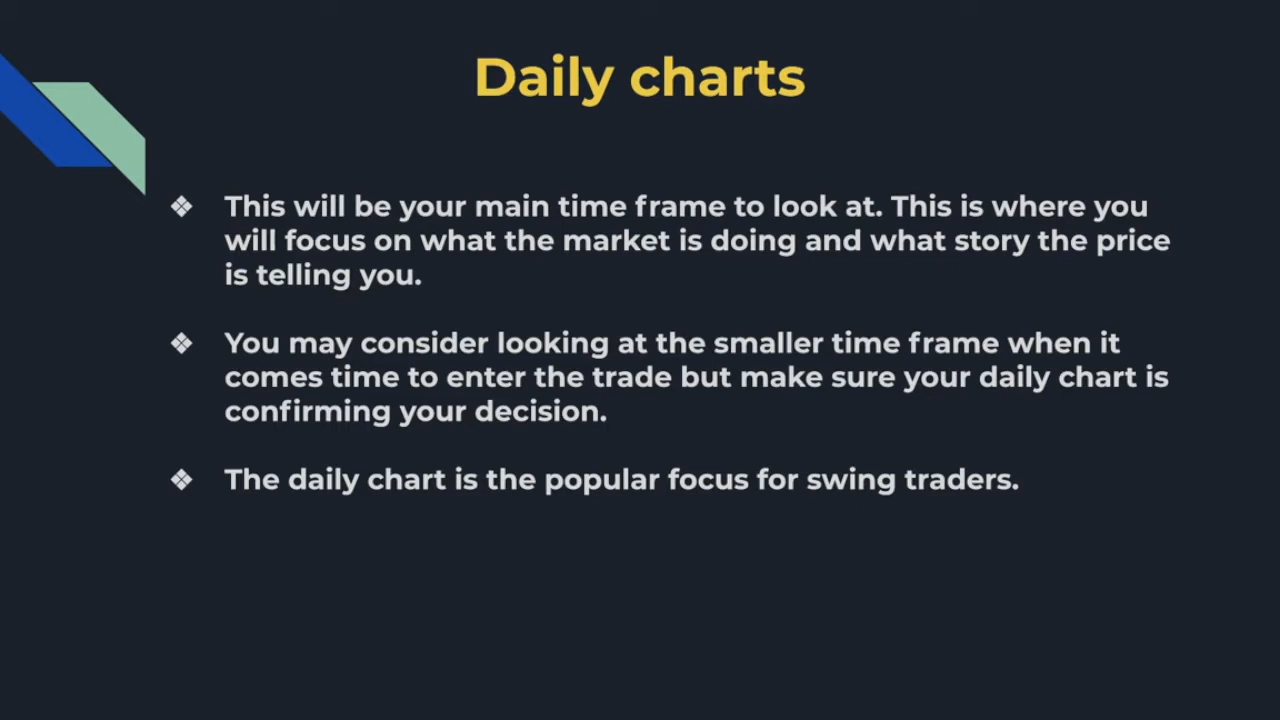 Daily charts
❖ This will be your main time frame to look at. This is where you
will focus on what the market is doing and what story the price
is telling you.
❖ You may consider looking at the smaller time frame when it
comes time to enter the trade but make sure your daily chart is
confirming your decision.
❖ The daily chart is the popular focus for swing traders.